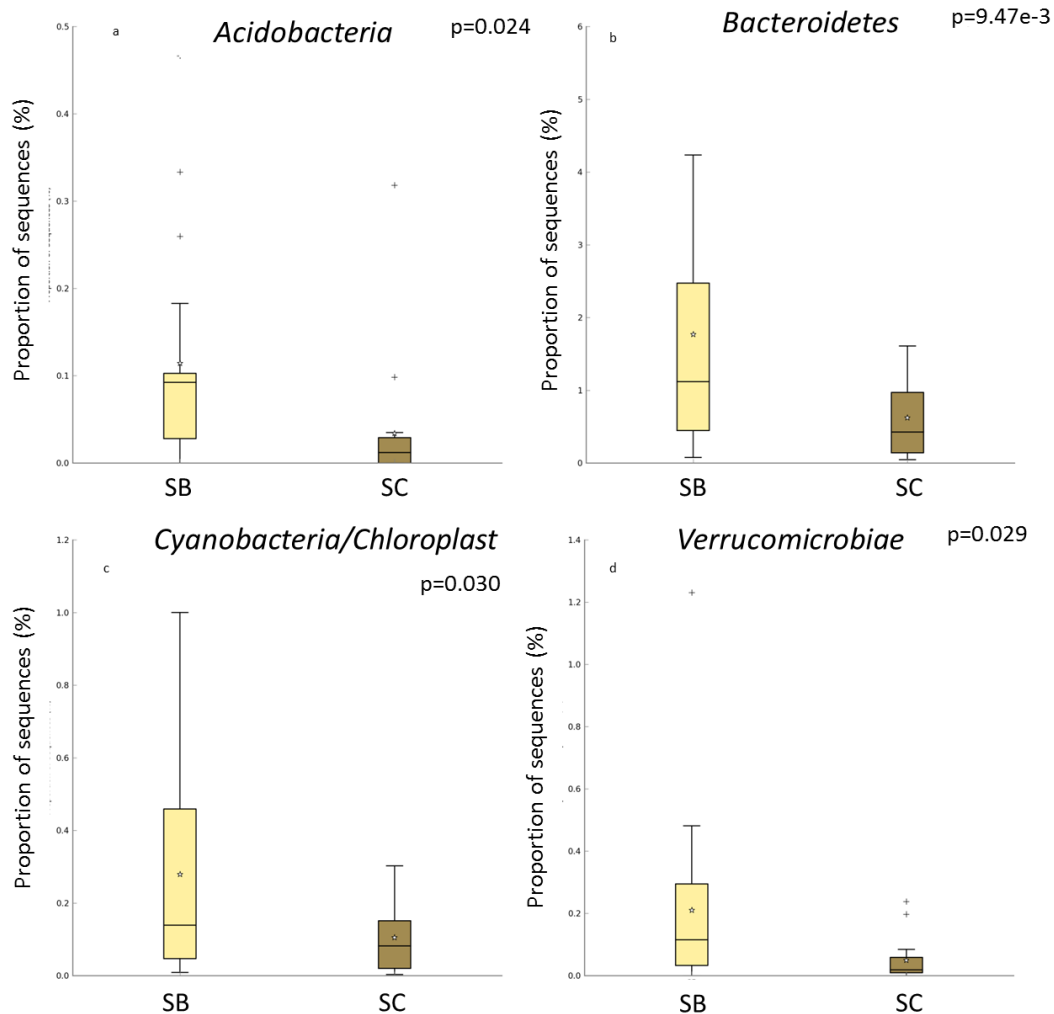 a
Acidobacteria
p=0.024
0.5
0.4
0.3
0.2
0.1
0.0
Proportion of sequences (%)
SB
SC
b
Bacteroidetes
p=9.47e-3
6
5
4
3
2
1
0
Proportion of sequences (%)
SB
SC
c
Cyanobacteria/Chloroplast
p=0.030
1.2
1.0
0.8
0.6
0.4
0.2
0.0
Proportion of sequences (%)
SB
SC
d
Verrucomicrobiae
p=0.029
1.4
1.2
1.0
0.8
0.6
0.4
0.2
0.0
Proportion of sequences (%)
SB
SC